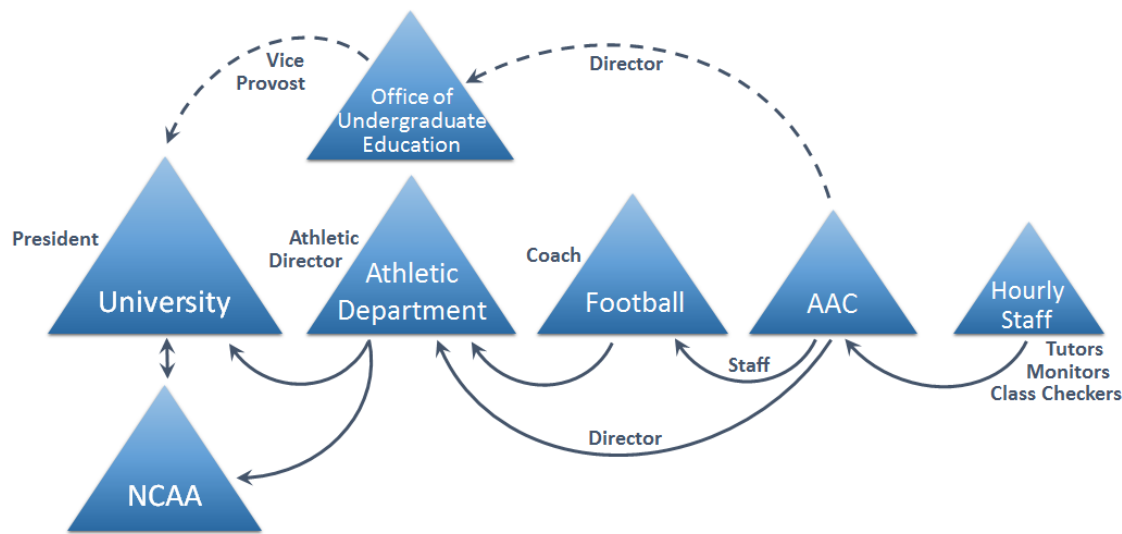 Vice
Provost
Director
Office of
Undergraduate
Education
President
Athletic
Director
Coach
University
Athletic
Department
Football
AAC
Hourly
Staff
Staff
Tutors
Monitors
Class Checkers
Director
NCAA